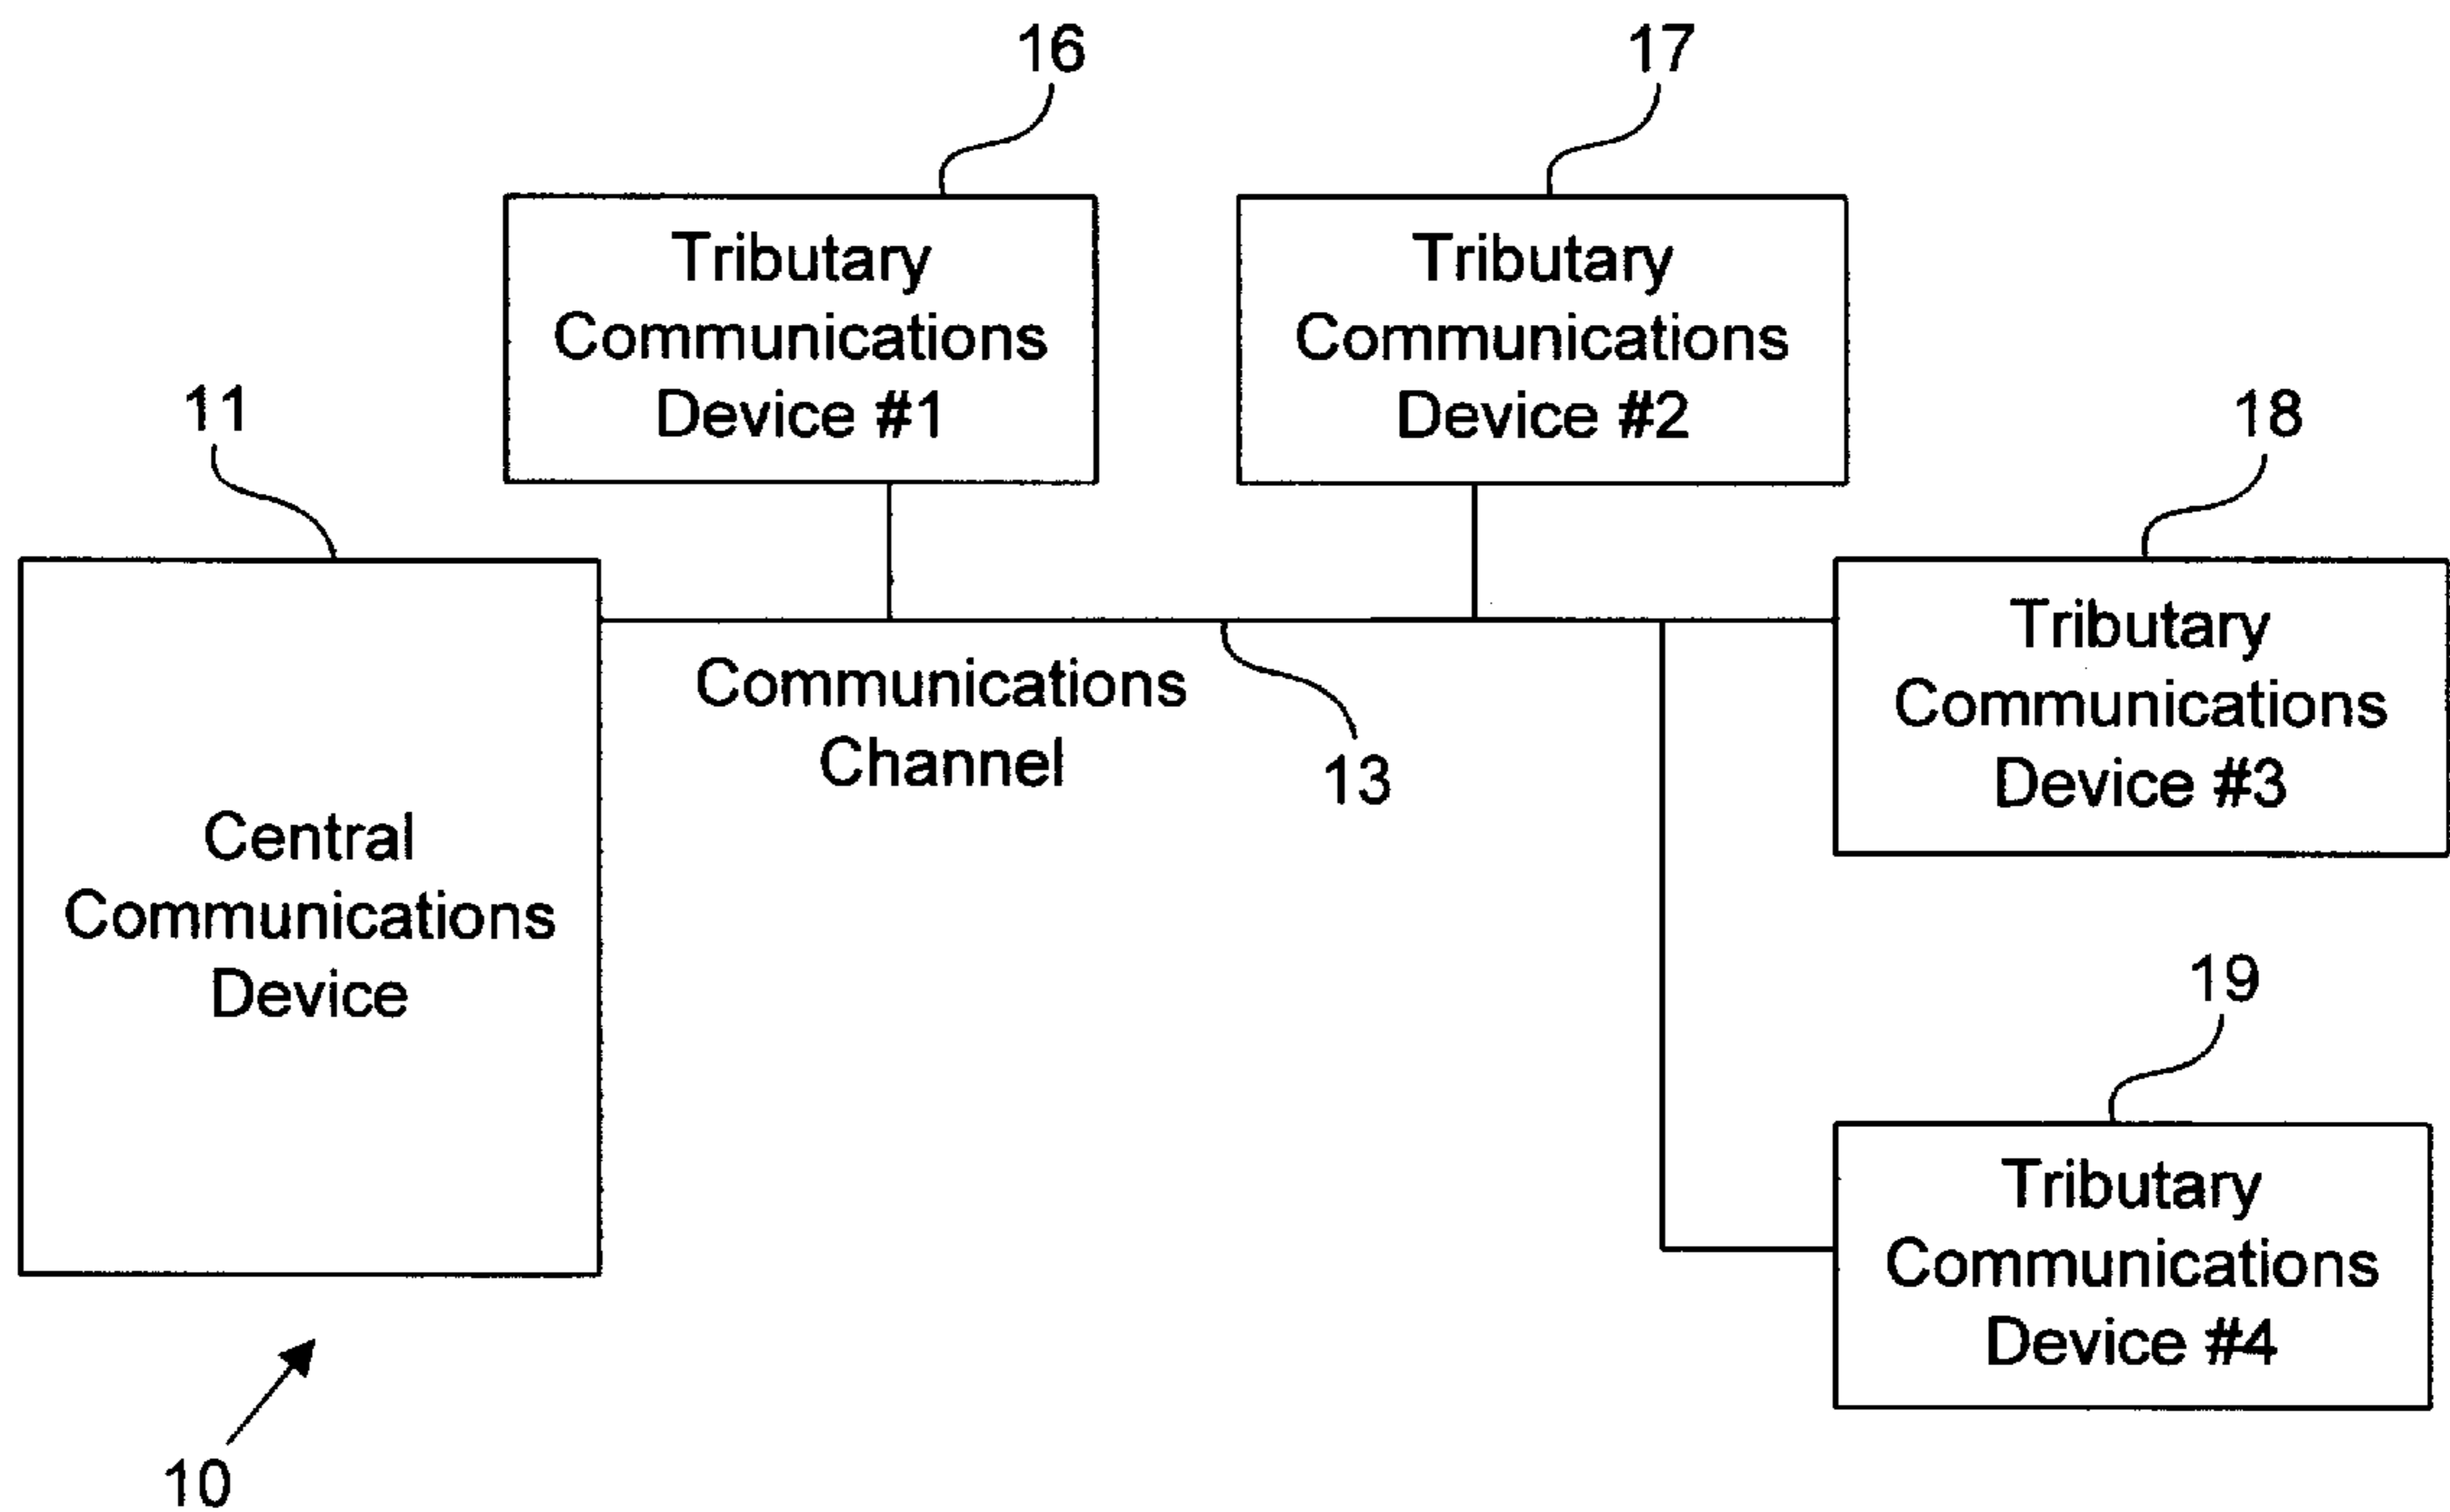 16
17
Tributary
Communications
Device #1
Tributary
Communications
Device #2
11
18
Tributary
Communications
Device #3
Communications
Channel
13
Central
Communications
Device
19
Tributary
Communications
Device #4
10